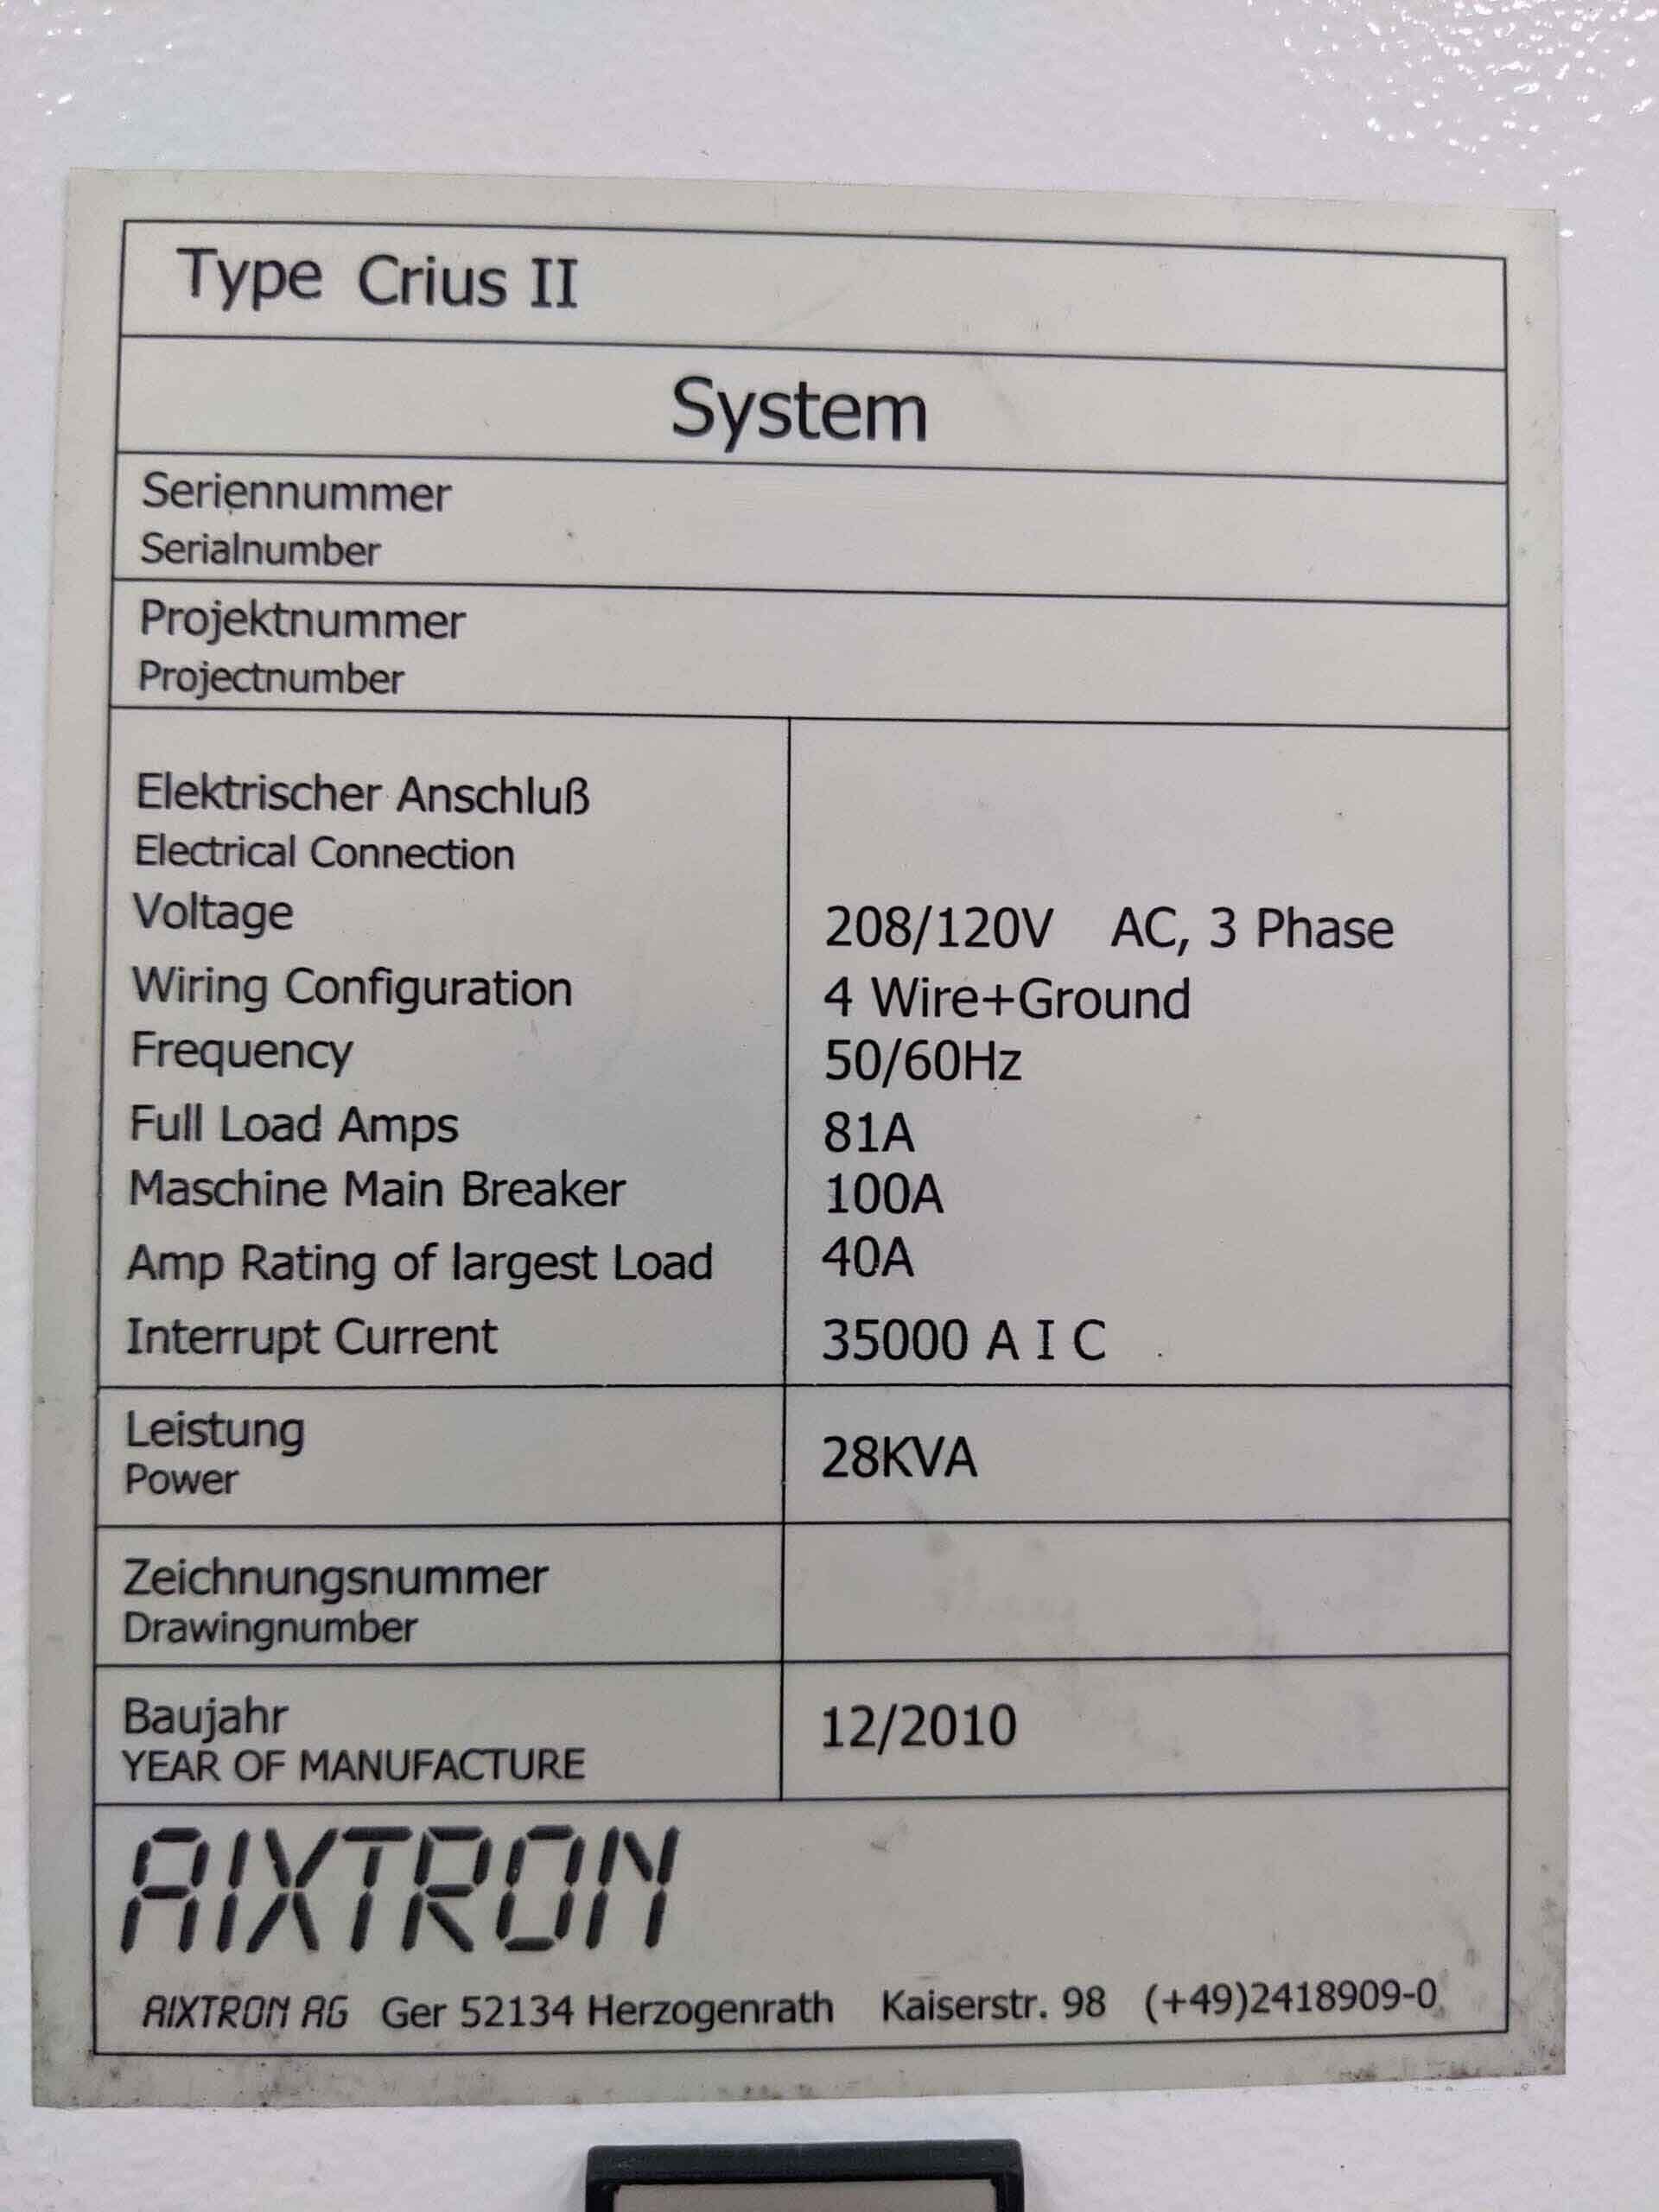 Type Crius II
System
Seriennummer
Serialnumber
Projektnummer
Projectnumber
Elektrischer Anschluß
Electrical Connection
Voltage 208/120V AC, 3 Phase
Wiring Configuration 4 Wire+Ground
Frequency 50/60Hz
Full Load Amps 81A
Maschine Main Breaker 100A
Amp Rating of largest Load 40A
Interrupt Current 35000 A I C
Leistung
Power 28KVA
Zeichnungsnummer
Drawingnumber
Baujahr
YEAR OF MANUFACTURE 12/2010
AIXTRON
AIXTRON AG Ger 52134 Herzogenrath Kaiserstr. 98 (+49)2418909-0